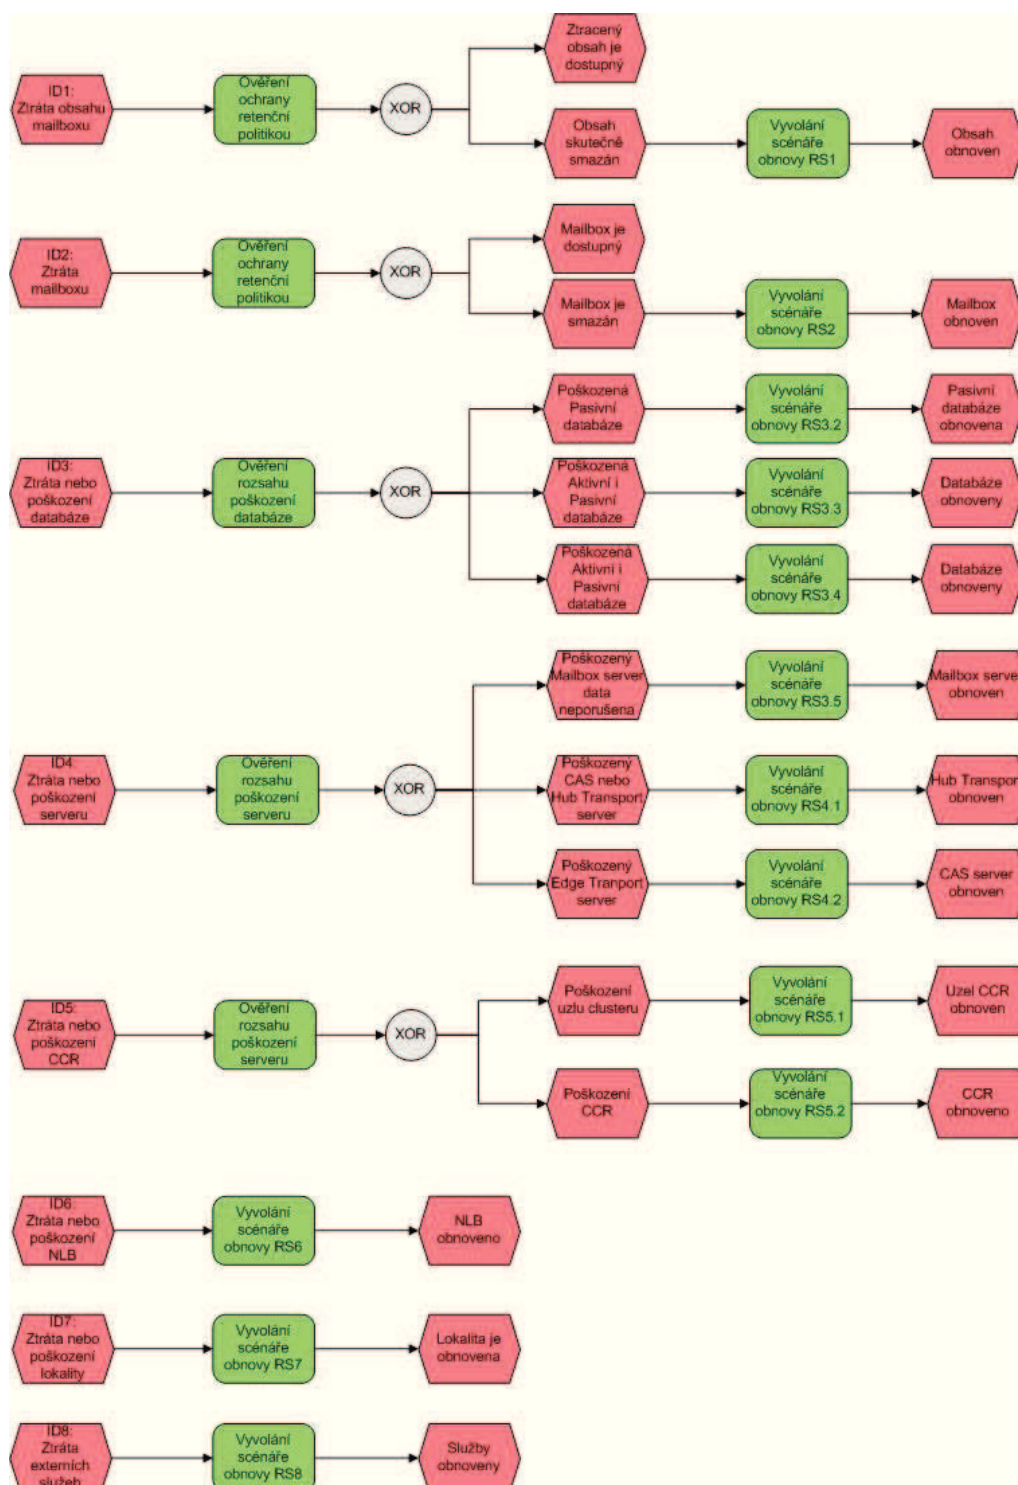 Ztracený
obsah je
dostupný
ID1:
Ztráta obsahu
mailboxu
Ověření
ochrany
retenční
politikou
XOR
Obsah
skutečně
smazán
Vyvolání
scénáře
obnovy RS1
Obsah
obnoven
Mailbox je
dostupný
ID2:
Ztráta
mailboxu
Ověření
ochrany
retenční
politikou
XOR
Mailbox je
smazán
Vyvolání
scénáře
obnovy RS2
Mailbox
obnoven
Poškozená
Pasivní
databáze
Vyvolání
scénáře
obnovy RS3.2
Pasivní
databáze
obnovena
ID3:
Ztráta nebo
poškození
databáze
Ověření
rozsahu
poškození
databáze
XOR
Poškozená
Aktivní i
Pasivní
databáze
Vyvolání
scénáře
obnovy RS3.3
Databáze
obnoveny
Poškozená
Aktivní i
Pasivní
databáze
Vyvolání
scénáře
obnovy RS3.4
Databáze
obnoveny
Poškozený
Mailbox server
data
neporušena
Vyvolání
scénáře
obnovy RS3.5
Mailbox serve
obnoven
ID4:
Ztráta nebo
poškození
serveru
Ověření
rozsahu
poškození
serveru
XOR
Poškozený
CAS nebo
Hub Transport
server
Vyvolání
scénáře
obnovy RS4.1
Hub Transpor
obnoven
Poškozený
Edge Tranport
server
Vyvolání
scénáře
obnovy RS4.2
CAS server
obnoven
ID5:
Ztráta nebo
poškození
CCR
Ověření
rozsahu
poškození
serveru
XOR
Poškození
uzlu clusteru
Vyvolání
scénáře
obnovy RS5.1
Uzel CCR
obnoven
Poškození
CCR
Vyvolání
scénáře
obnovy RS5.2
CCR
obnoveno
ID6:
Ztráta nebo
poškození
NLB
Vyvolání
scénáře
obnovy RS6
NLB
obnoveno
ID7:
Ztráta nebo
poškození
lokality
Vyvolání
scénáře
obnovy RS7
Lokalita je
obnovena
ID8:
Ztráta
externích
služeb
Vyvolání
scénáře
obnovy RS8
Služby
obnoveny